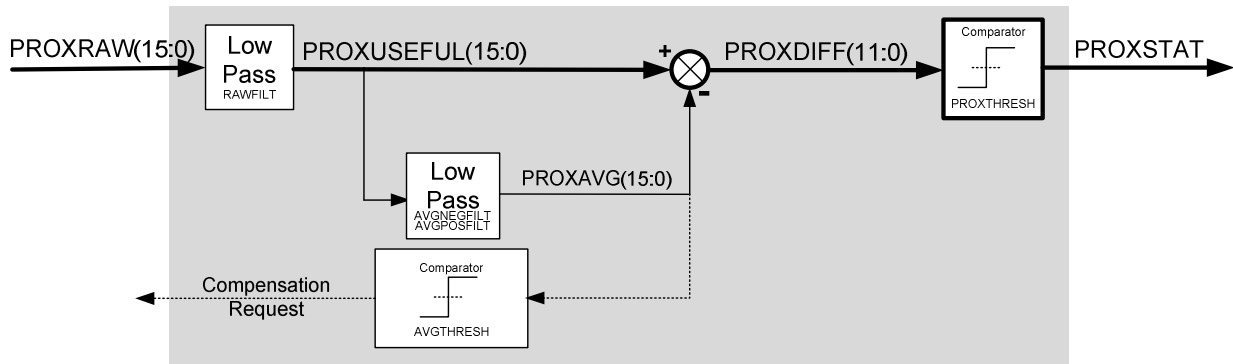 PROXRAW(15:0)
Low
Pass
RAWFILT
PROXUSEFUL(15:0)
+
-
PROXDIFF(11:0)
Comparator
PROXTHRESH
PROXSTAT
Low
Pass
AVGNEGFILT
AVGPOSFILT
PROXAVG(15:0)
Comparator
AVGTHRESH
Compensation
Request